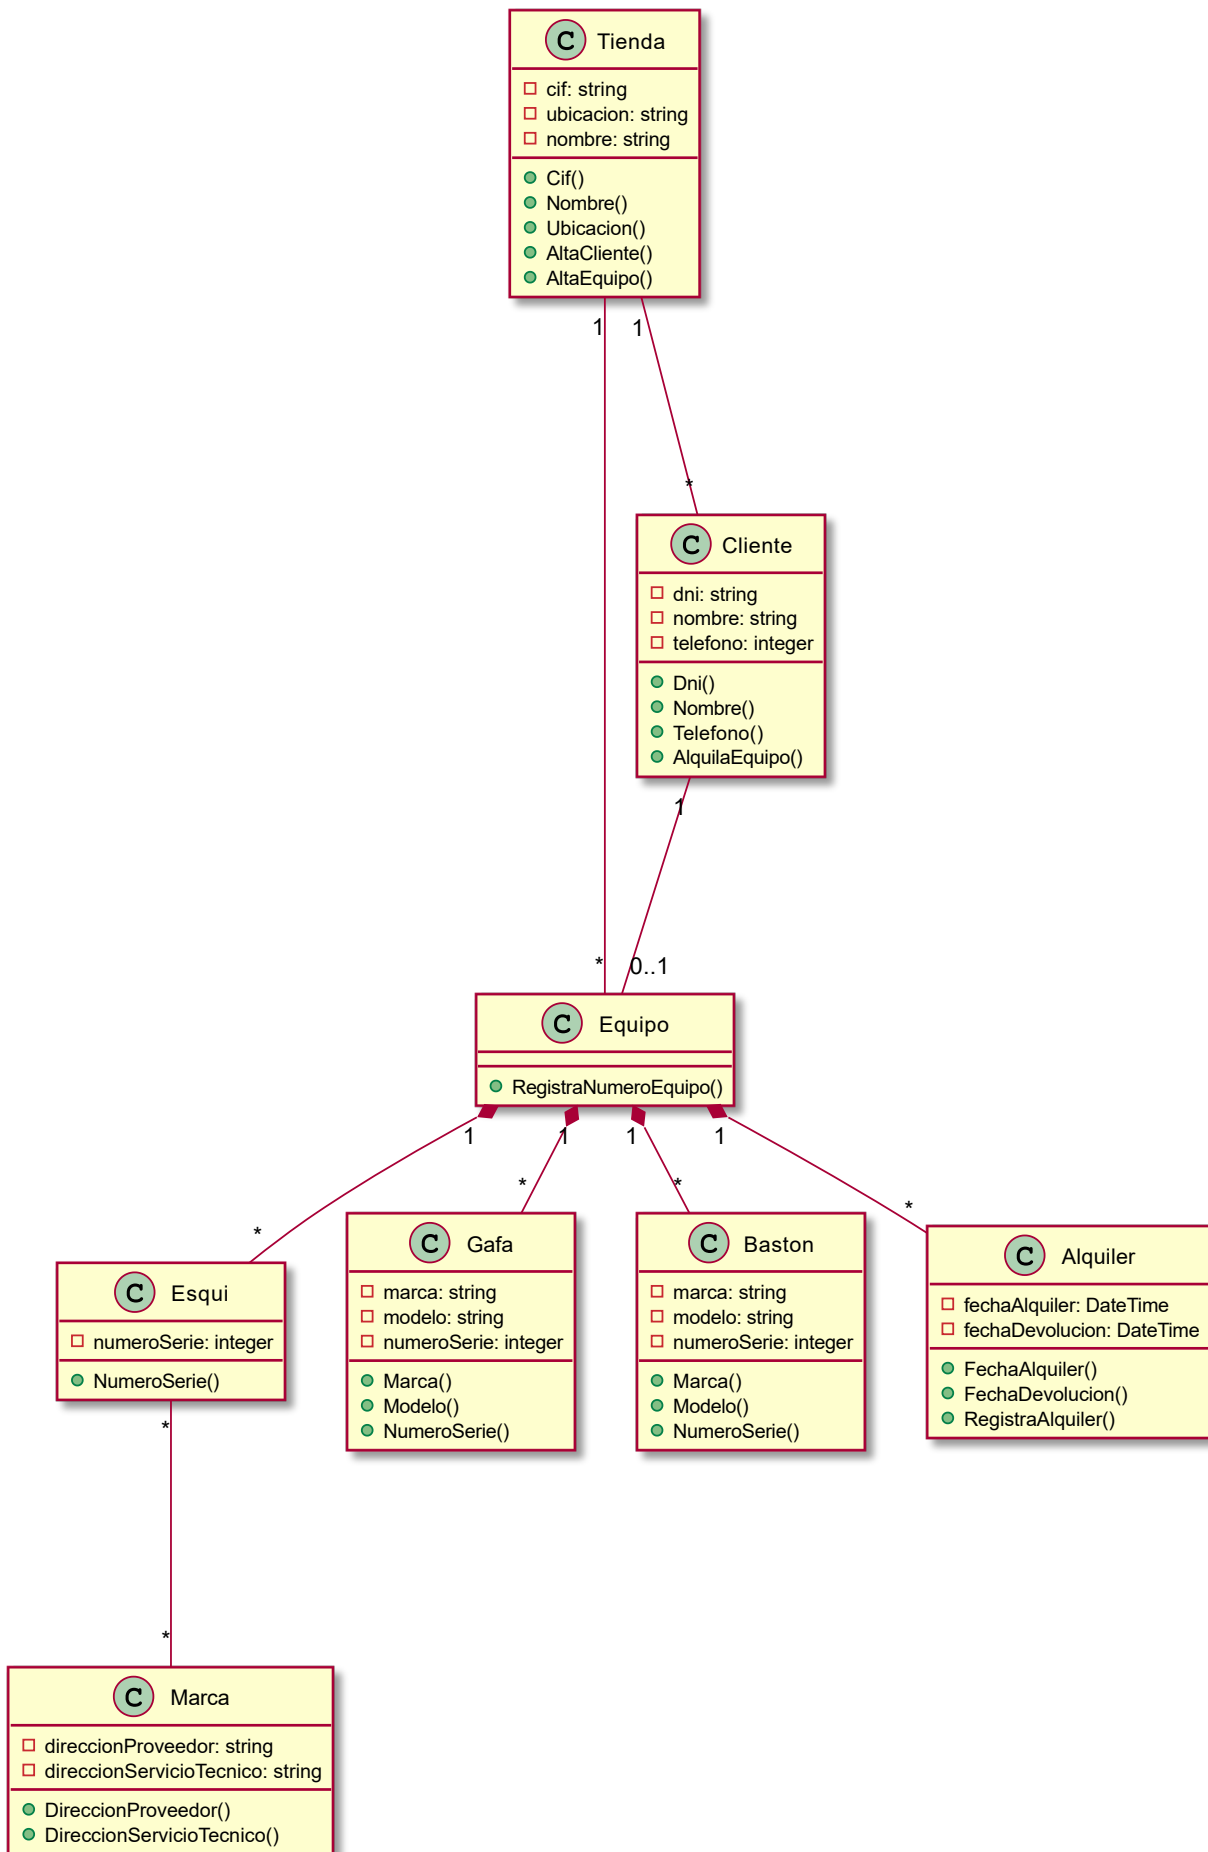 C Tienda
cif: string
ubicacion: string
nombre: string
Cif()
Nombre()
Ubicacion()
AltaCliente()
AltaEquipo()
1 1
*
C Cliente
dni: string
nombre: string
telefono: integer
Dni()
Nombre()
Telefono()
AlquilaEquipo()
1
* 0..1
C Equipo
RegistraNumeroEquipo()
1 1 1 1
* * * *
C Esqui
numeroSerie: integer
NumeroSerie()
C Gafa
marca: string
modelo: string
numeroSerie: integer
Marca()
Modelo()
NumeroSerie()
C Baston
marca: string
modelo: string
numeroSerie: integer
Marca()
Modelo()
NumeroSerie()
C Alquiler
fechaAlquiler: DateTime
fechaDevolucion: DateTime
FechaAlquiler()
FechaDevolucion()
RegistraAlquiler()
*
*
C Marca
direccionProveedor: string
direccionServicioTecnico: string
DireccionProveedor()
DireccionServicioTecnico()